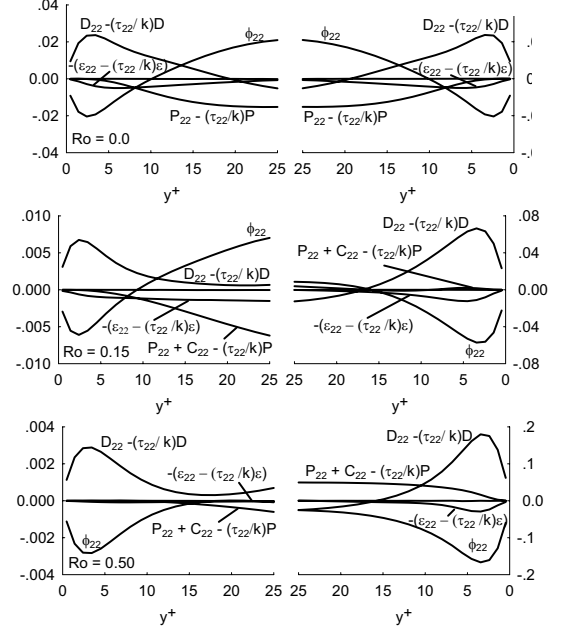 .04
D22 -(τ22/ k)D
ϕ22
D22 -(τ22/ k)D
.02
-(ε22 – (τ22/k)ε)
-(ε22 – (τ22/k)ε)
0.00
0.0
-.02
P22 - (τ22/k)P
P22 - (τ22/k)P
-.04
Ro = 0.0
0 5 10 15 20 25
25 20 15 10 5 0
y+
y+
.010
.08
ϕ22
D22 -(τ22/ k)D
.005
P22 + C22 - (τ22/k)P
.04
D22 -(τ22/ k)D
0.000
0.00
-(ε22 – (τ22/k)ε)
-(ε22 – (τ22/k)ε)
-.005
-.04
P22 + C22 - (τ22/k)P
ϕ22
-.010
Ro = 0.15
-.08
0 5 10 15 20 25
25 20 15 10 5 0
y+
y+
.004
.2
D22 -(τ22/ k)D
D22 -(τ22/ k)D
.002
-(ε22 – (τ22/k)ε)
P22 + C22 - (τ22/k)P
.1
0.000
0.0
-(ε22 – (τ22/k)ε)
-.002
P22 + C22 - (τ22/k)P
-.1
ϕ22
ϕ22
-.004
Ro = 0.50
-.2
0 5 10 15 20 25
25 20 15 10 5 0
y+
y+